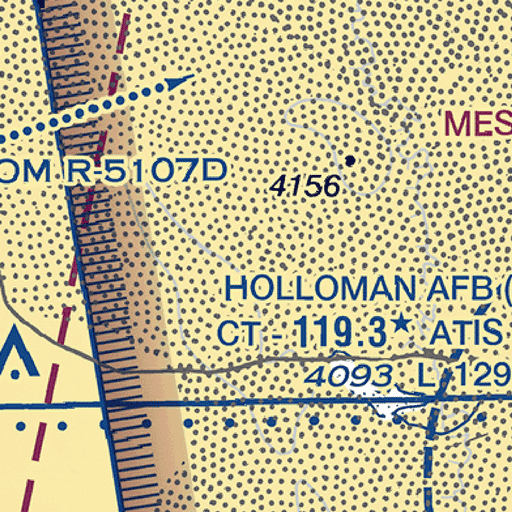 MES
OM R-5107D
4156
HOLLOMAN AFB (
CT - 119.3★ ATIS
4093 L 129